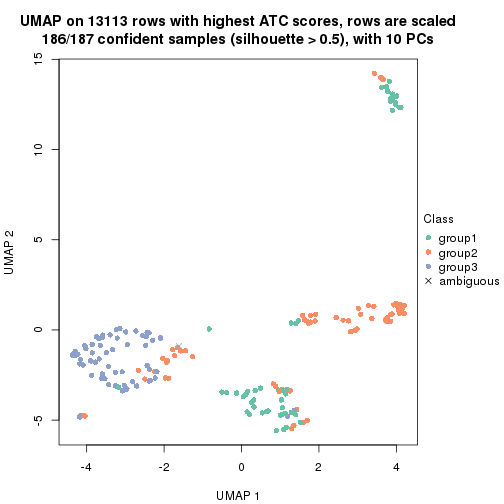 UMAP on 13113 rows with highest ATC scores, rows are scaled
186/187 confident samples (silhouette > 0.5), with 10 PCs
15
10
5
0
-5
UMAP 2
-4
-2
0
2
4
UMAP 1
Class
group1
group2
group3
ambiguous